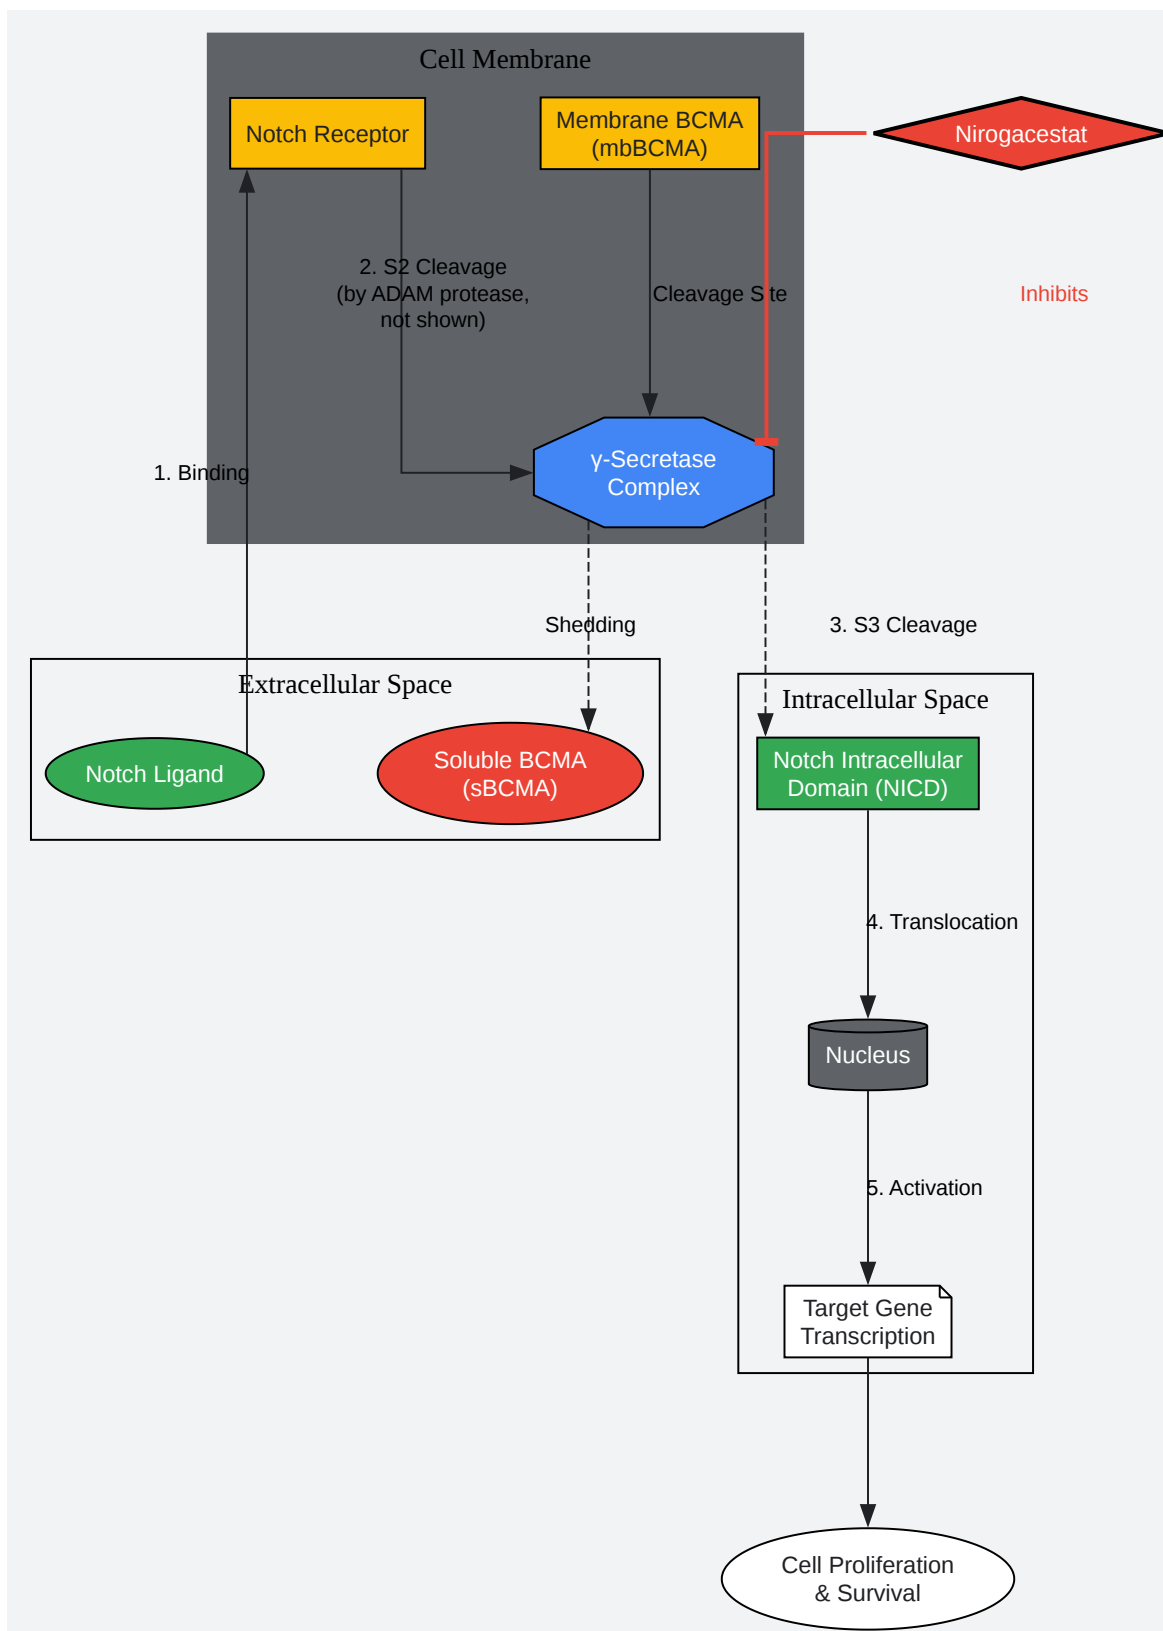 Cell Membrane
Notch Receptor
Membrane BCMA
(mbBCMA)
Nirogacestat
2. S2 Cleavage
(by ADAM protease,
not shown)
Cleavage Site
Inhibits
1. Binding
γ-Secretase
Complex
Shedding
3. S3 Cleavage
Extracellular Space
Notch Ligand
Soluble BCMA
(sBCMA)
Intracellular Space
Notch Intracellular
Domain (NICD)
4. Translocation
Nucleus
5. Activation
Target Gene
Transcription
Cell Proliferation
& Survival